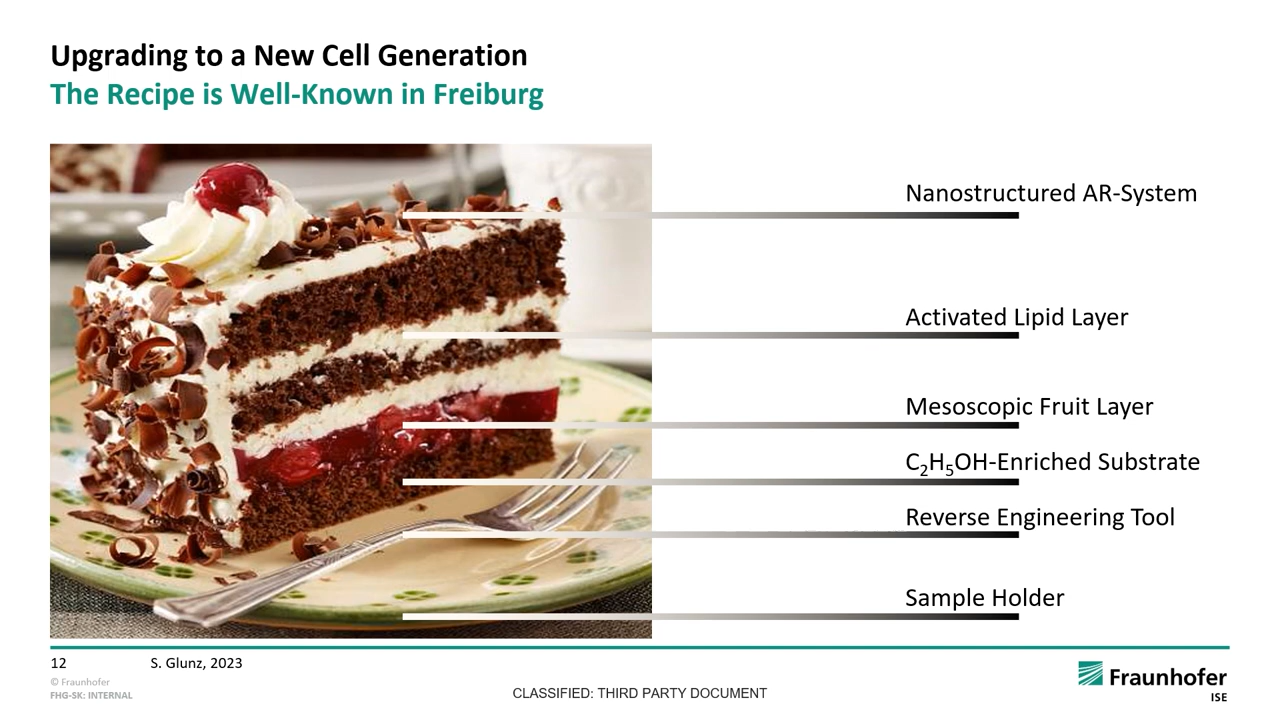 Upgrading to a New Cell Generation
The Recipe is Well-Known in Freiburg
Nanostructured AR-System
Activated Lipid Layer
Mesoscopic Fruit Layer
C₂H₅OH-Enriched Substrate
Reverse Engineering Tool
Sample Holder
12 S. Glunz, 2023
© Fraunhofer
FHG-SK: INTERNAL
CLASSIFIED: THIRD PARTY DOCUMENT
Fraunhofer
ISE